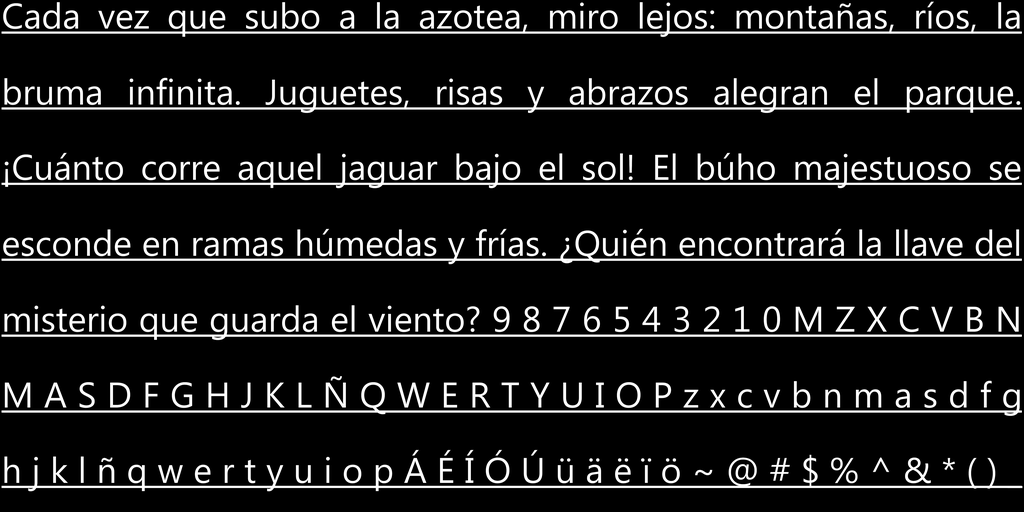 Cada vez que subo a la azotea, miro lejos: montañas, ríos, la
bruma infinita. Juguetes, risas y abrazos alegran el parque.
¡Cuánto corre aquel jaguar bajo el sol! El búho majestuoso se
esconde en ramas húmedas y frías. ¿Quién encontrará la llave del
misterio que guarda el viento? 9 8 7 6 5 4 3 2 1 0 M Z X C V B N
M A S D F G H J K L Ñ Q W E R T Y U I O P z x c v b n m a s d f g
h j k l ñ q w e r t y u i o p Á É Í Ó Ú ü ä ë ï ö ~ @ # $ % ^ & * ( )